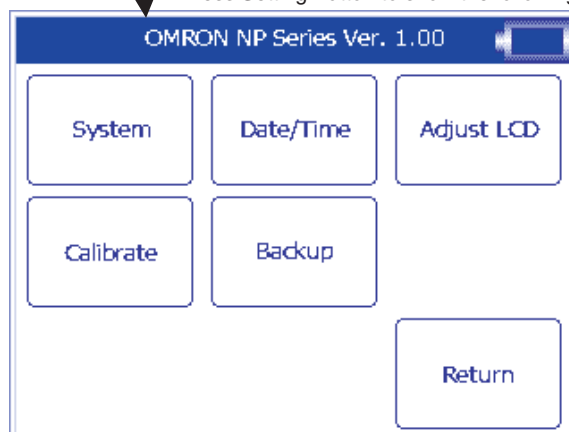 OMRON NP Series Ver. 1.00
System Date/Time Adjust LCD
Calibrate Backup
Return